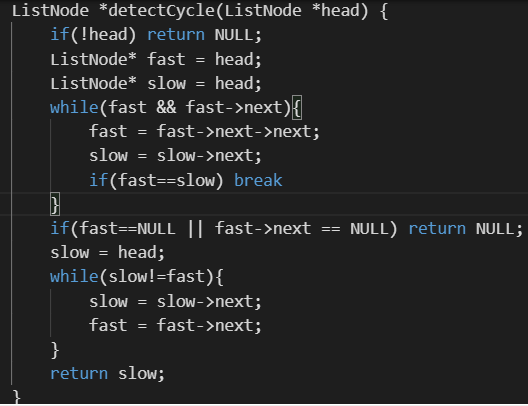 ListNode *detectCycle(ListNode *head) {
    if(!head) return NULL;
    ListNode* fast = head;
    ListNode* slow = head;
    while(fast && fast->next){
        fast = fast->next->next;
        slow = slow->next;
        if(fast==slow) break
    }
    if(fast==NULL || fast->next == NULL) return NULL;
    slow = head;
    while(slow!=fast){
        slow = slow->next;
        fast = fast->next;
    }
    return slow;
}